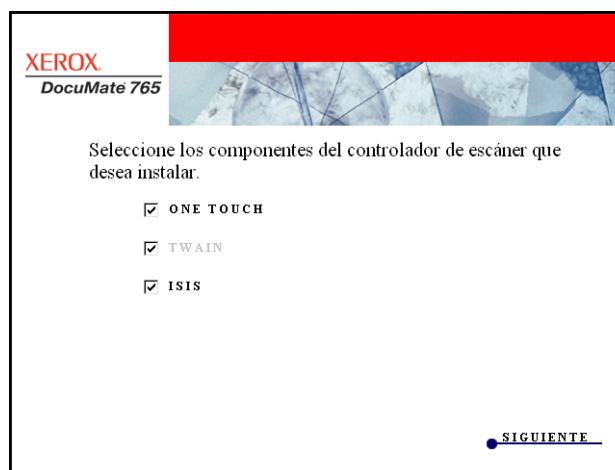 XEROX®
DocuMate® 765
Seleccione los componentes del controlador de escáner que
desea instalar.
ONE TOUCH
TWAIN
ISIS
SIGUIENTE